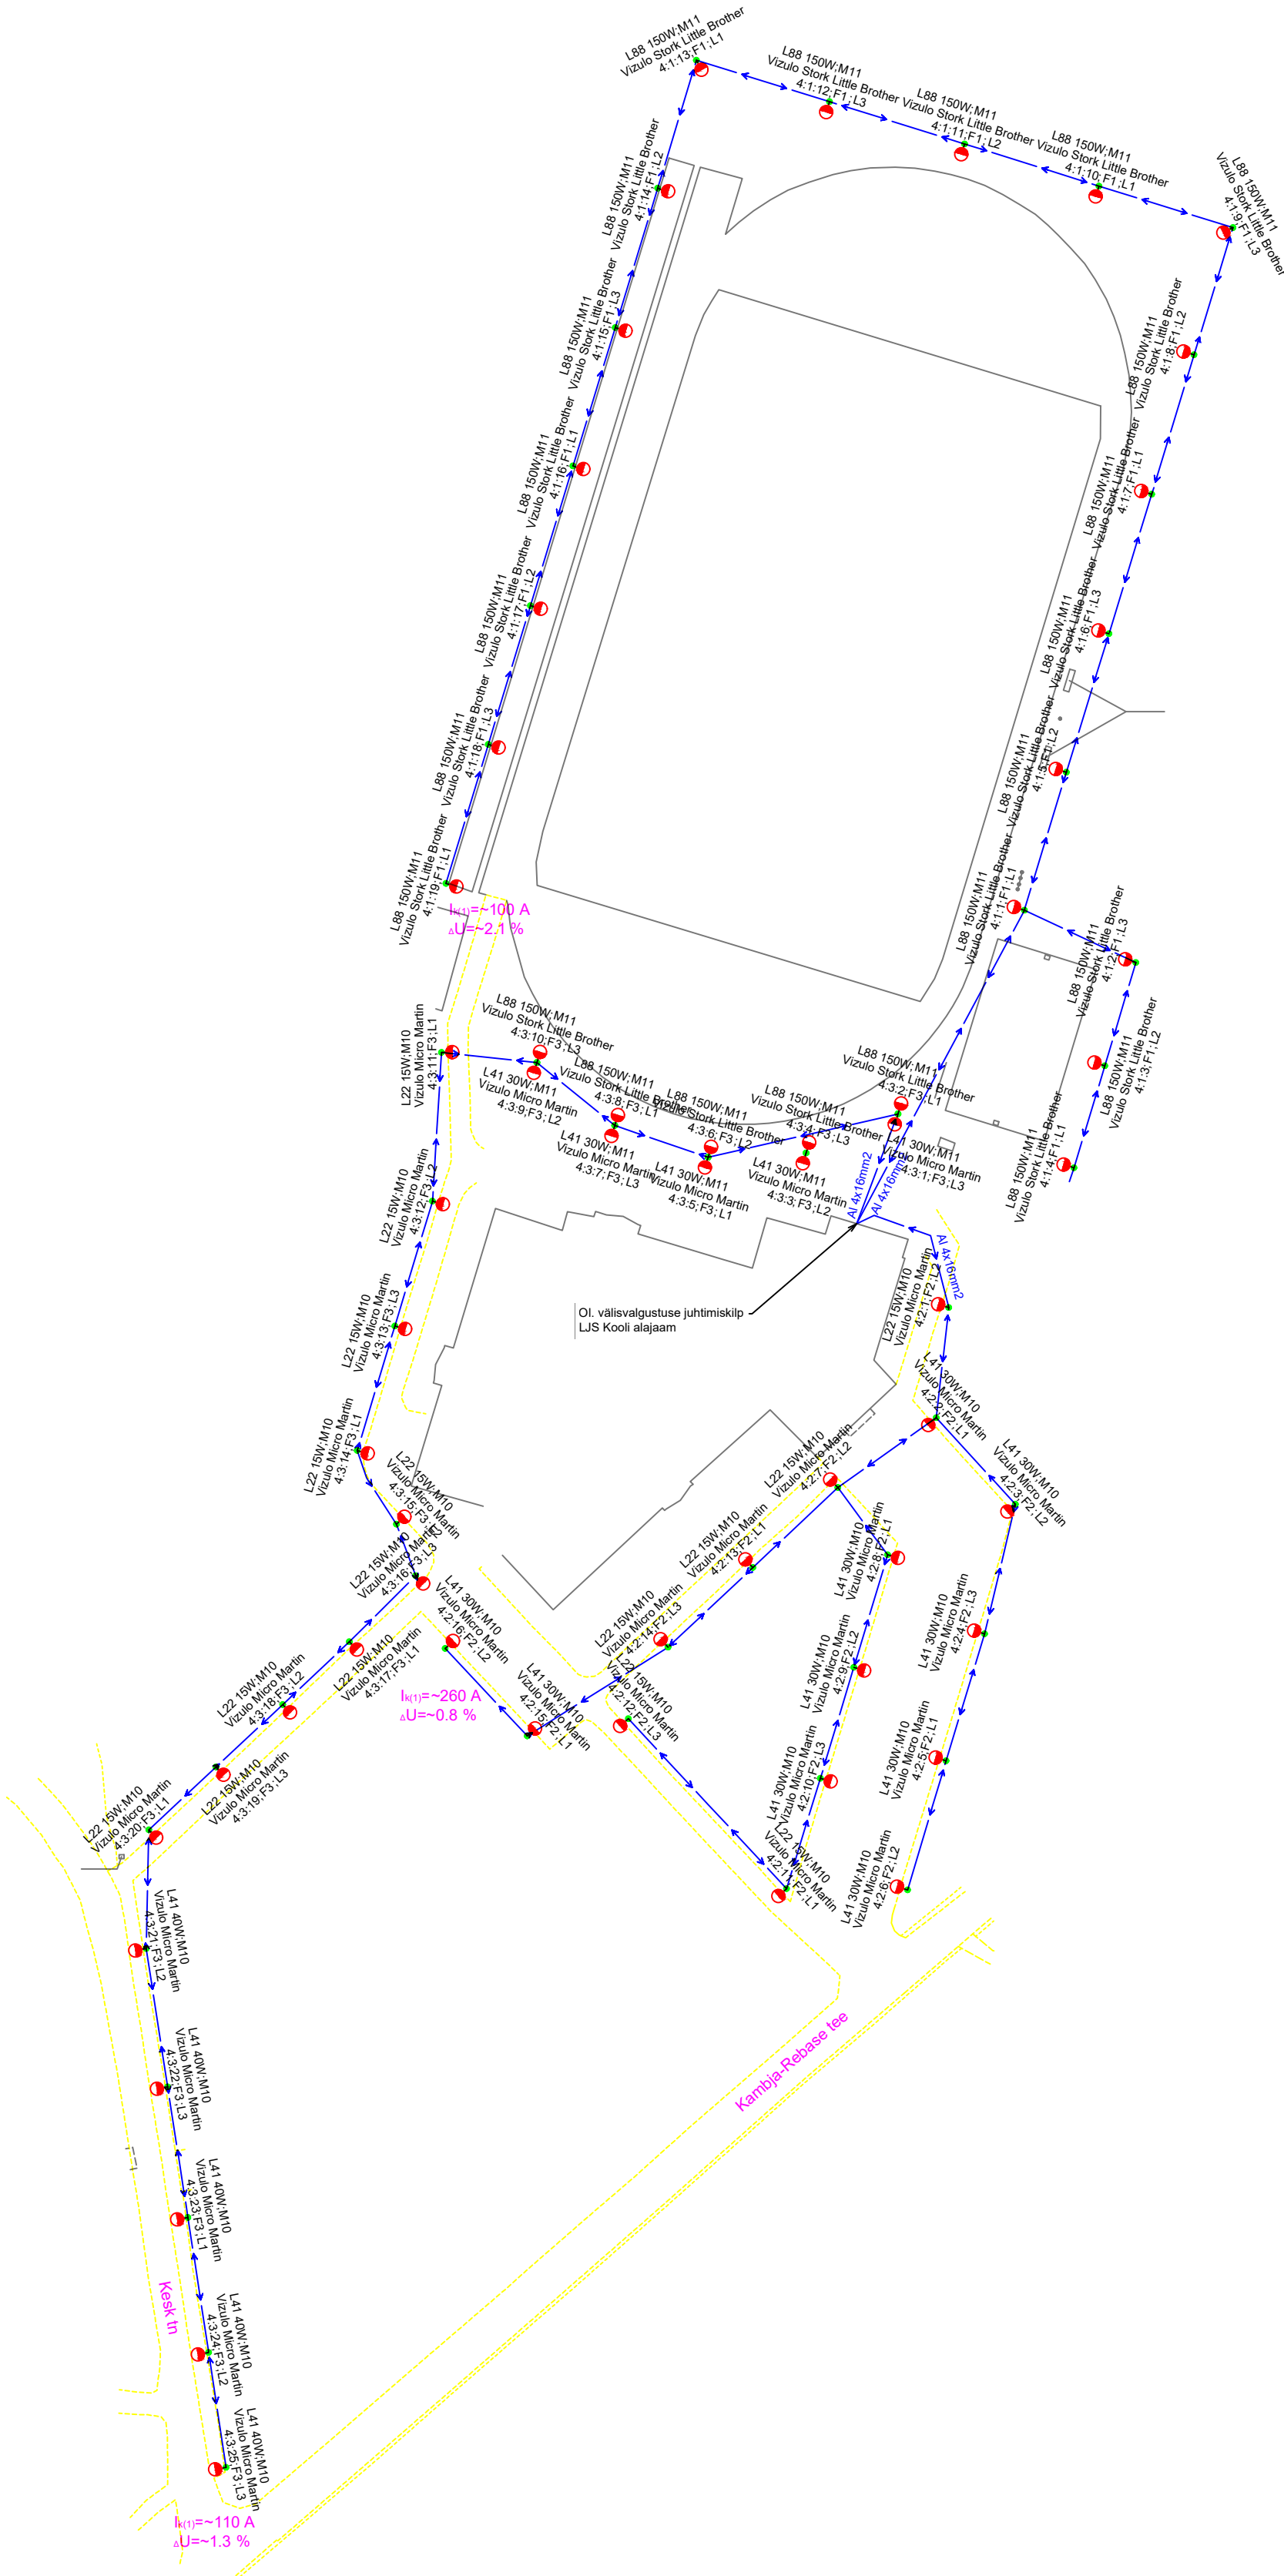 L88 150W;M11
Vizulo Stork Little Brother
4:1:13;F1;L1
L88 150W;M11
Vizulo Stork Little Brother
4:1:12;F1;L3
L88 150W;M11
Vizulo Stork Little Brother
4:1:11;F1;L2
L88 150W;M11
Vizulo Stork Little Brother
4:1:10;F1;L1
L88 150W;M11
Vizulo Stork Little Brother
4:1:9;F1;L3
L88 150W;M11
Vizulo Stork Little Brother
4:1:14;F1;L2
L88 150W;M11
Vizulo Stork Little Brother
4:1:15;F1;L3
L88 150W;M11
Vizulo Stork Little Brother
4:1:16;F1;L1
L88 150W;M11
Vizulo Stork Little Brother
4:1:17;F1;L2
L88 150W;M11
Vizulo Stork Little Brother
4:1:18;F1;L3
L88 150W;M11
Vizulo Stork Little Brother
4:1:19;F1;L1
Ik(1)=~100 A
ΔU=~2.1 %
L88 150W;M11
Vizulo Stork Little Brother
4:1:8;F1;L2
L88 150W;M11
Vizulo Stork Little Brother
4:1:7;F1;L1
L88 150W;M11
Vizulo Stork Little Brother
4:1:6;F1;L3
L88 150W;M11
Vizulo Stork Little Brother
4:1:5;F1;L2
L88 150W;M11
Vizulo Stork Little Brother
4:1:1;F1;L1
L88 150W;M11
Vizulo Stork Little Brother
4:1:2;F1;L3
L88 150W;M11
Vizulo Stork Little Brother
4:1:3;F1;L2
L88 150W;M11
Vizulo Stork Little Brother
4:1:4;F1;L1
L22 15W;M10
Vizulo Micro Martin
4:3:11;F3;L1
L88 150W;M11
Vizulo Stork Little Brother
4:3:10;F3;L3
L41 30W;M11
Vizulo Micro Martin
4:3:9;F3;L2
L88 150W;M11
Vizulo Stork Little Brother
4:3:8;F3;L1
L41 30W;M11
Vizulo Micro Martin
4:3:7;F3;L3
L88 150W;M11
Vizulo Stork Little Brother
4:3:6;F3;L2
L41 30W;M11
Vizulo Micro Martin
4:3:5;F3;L1
L88 150W;M11
Vizulo Stork Little Brother
4:3:4;F3;L3
L41 30W;M11
Vizulo Micro Martin
4:3:3;F3;L2
L88 150W;M11
Vizulo Stork Little Brother
4:3:2;F3;L1
L41 30W;M11
Vizulo Micro Martin
4:3:1;F3;L3
Al 4x16mm2
Al 4x16mm2
Al 4x16mm2
OI. välisvalgustuse juhtimiskilp
LJS Kooli alajaam
L22 15W;M10
Vizulo Micro Martin
4:3:12;F3;L2
L22 15W;M10
Vizulo Micro Martin
4:3:13;F3;L3
L22 15W;M10
Vizulo Micro Martin
4:3:14;F3;L1
L22 15W;M10
Vizulo Micro Martin
4:3:15;F3;L2
L22 15W;M10
Vizulo Micro Martin
4:3:16;F3;L3
L22 15W;M10
Vizulo Micro Martin
4:3:17;F3;L1
L22 15W;M10
Vizulo Micro Martin
4:3:18;F3;L2
L22 15W;M10
Vizulo Micro Martin
4:3:19;F3;L3
L22 15W;M10
Vizulo Micro Martin
4:3:20;F3;L1
L22 15W;M10
Vizulo Micro Martin
4:2:1;F2;L2
L41 30W;M10
Vizulo Micro Martin
4:2:2;F2;L1
L41 30W;M10
Vizulo Micro Martin
4:2:3;F2;L2
L41 30W;M10
Vizulo Micro Martin
4:2:4;F2;L3
L41 30W;M10
Vizulo Micro Martin
4:2:5;F2;L1
L41 30W;M10
Vizulo Micro Martin
4:2:6;F2;L2
L22 15W;M10
Vizulo Micro Martin
4:2:7;F2;L2
L41 30W;M10
Vizulo Micro Martin
4:2:8;F2;L1
L41 30W;M10
Vizulo Micro Martin
4:2:9;F2;L2
L41 30W;M10
Vizulo Micro Martin
4:2:10;F2;L3
L22 15W;M10
Vizulo Micro Martin
4:2:11;F2;L1
L22 15W;M10
Vizulo Micro Martin
4:2:12;F2;L3
L22 15W;M10
Vizulo Micro Martin
4:2:13;F2;L1
L22 15W;M10
Vizulo Micro Martin
4:2:14;F2;L3
L41 30W;M10
Vizulo Micro Martin
4:2:15;F2;L1
L41 30W;M10
Vizulo Micro Martin
4:2:16;F2;L2
Ik(1)=~260 A
ΔU=~0.8 %
L41 40W;M10
Vizulo Micro Martin
4:3:21;F3;L2
L41 40W;M10
Vizulo Micro Martin
4:3:22;F3;L3
L41 40W;M10
Vizulo Micro Martin
4:3:23;F3;L1
L41 40W;M10
Vizulo Micro Martin
4:3:24;F3;L2
L41 40W;M10
Vizulo Micro Martin
4:3:25;F3;L3
Kambja-Rebase tee
Kesk tn
Ik(1)=~110 A
ΔU=~1.3 %